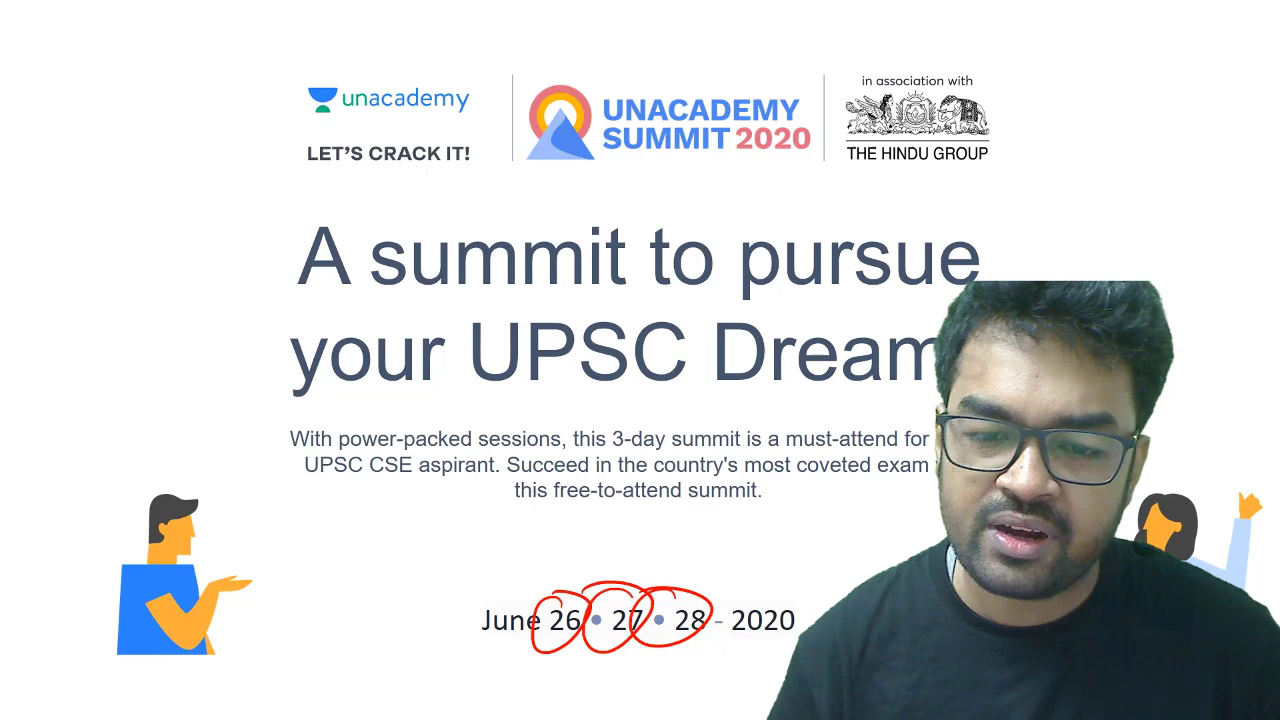 unacademy
LET'S CRACK IT!
UNACADEMY
SUMMIT 2020
in association with
THE HINDU GROUP
A summit to pursue
your UPSC Dream
With power-packed sessions, this 3-day summit is a must-attend for
UPSC CSE aspirant. Succeed in the country's most coveted exam
this free-to-attend summit.
June 26 • 27 • 28 - 2020